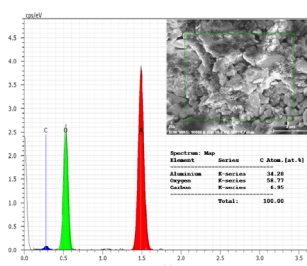 cps/eV
4.5
4.0
3.5
3.0
2.5
C O
2.0
1.5
1.0
0.5
0.0
0.0 0.5 1.0 1.5 2.0 2.5 3.0 3.5
Spectrum: Map
Element Series C Atom. [at.%]
Aluminium K-series 34.28
Oxygen K-series 58.77
Carbon K-series 6.95
Total: 100.00